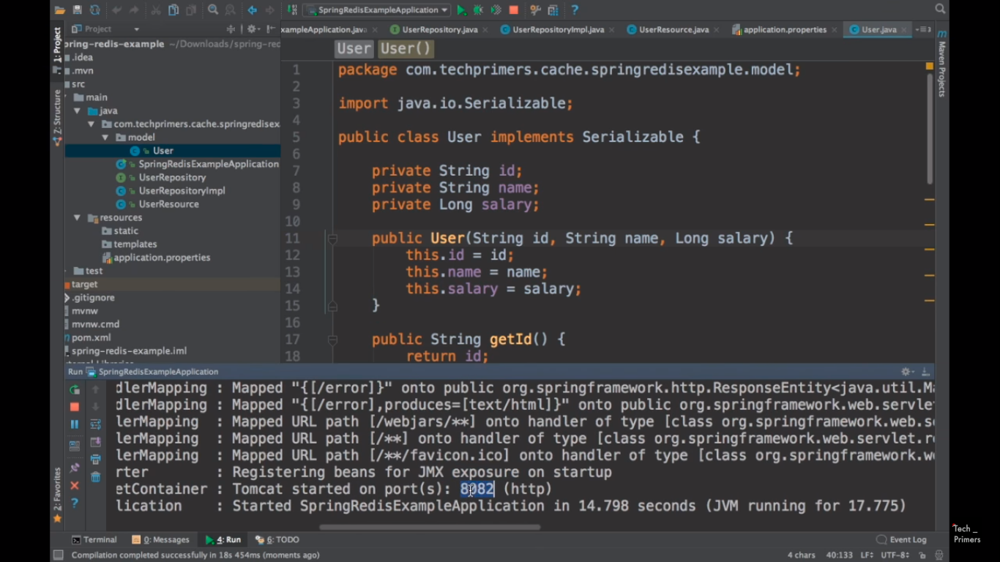 SpringRedisExampleApplication
Project
xampleApplication.java
UserRepository.java
UserRepositoryImpl.java
UserResource.java
application.properties
User.java
1: Project
Z: Structure
2: Favorites
Maven Projects
pring-redis-example ~/Downloads/spring-red
.idea
.mvn
src
main
java
com.techprimers.cache.springredisex
model
User
SpringRedisExampleApplication
UserRepository
UserRepositoryImpl
UserResource
resources
static
templates
application.properties
test
target
.gitignore
mvnw
mvnw.cmd
pom.xml
spring-redis-example.iml
User User()
1 package com.techprimers.cache.springredisexample.model;
2
3 import java.io.Serializable;
4
5 public class User implements Serializable {
6
7 private String id;
8 private String name;
9 private Long salary;
10
11 public User(String id, String name, Long salary) {
12 this.id = id;
13 this.name = name;
14 this.salary = salary;
15 }
16
17 public String getId() {
18 return id;
Run SpringRedisExampleApplication
dlerMapping : Mapped "{[/error]}" onto public org.springframework.http.ResponseEntity<java.util.Ma
dlerMapping : Mapped "{[/error],produces=[text/html]}" onto public org.springframework.web.servlet
lerMapping : Mapped URL path [/webjars/**] onto handler of type [class org.springframework.web.se
lerMapping : Mapped URL path [/**] onto handler of type [class org.springframework.web.servlet.re
lerMapping : Mapped URL path [/**/favicon.ico] onto handler of type [class org.springframework.we
rter : Registering beans for JMX exposure on startup
etContainer : Tomcat started on port(s): 8082 (http)
lication : Started SpringRedisExampleApplication in 14.798 seconds (JVM running for 17.775)
Terminal 0: Messages 4: Run 6: TODO Event Log
Compilation completed successfully in 18s 454ms (moments ago) 4 chars 40:133 LF÷ UTF-8÷
Tech_
Primers